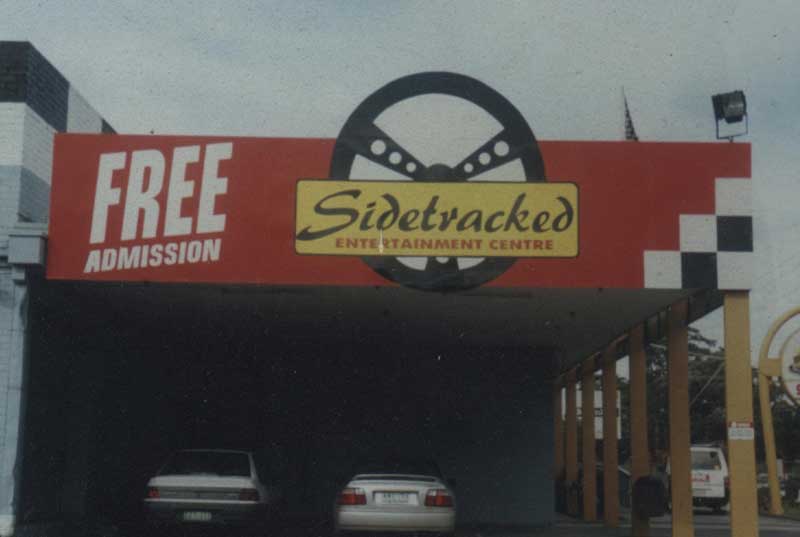 FREE
ADMISSION
Sidetracked
ENTERTAINMENT CENTRE